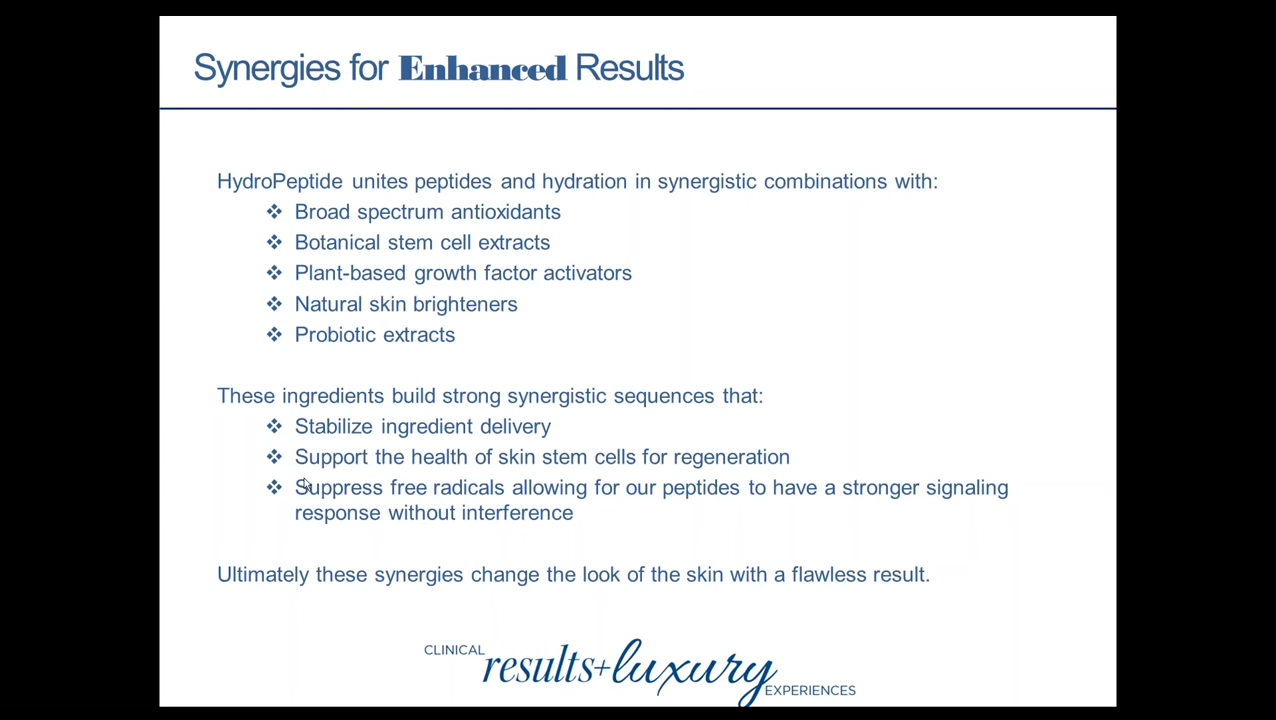 Synergies for Enhanced Results
HydroPeptide unites peptides and hydration in synergistic combinations with:
❖ Broad spectrum antioxidants
❖ Botanical stem cell extracts
❖ Plant-based growth factor activators
❖ Natural skin brighteners
❖ Probiotic extracts
These ingredients build strong synergistic sequences that:
❖ Stabilize ingredient delivery
❖ Support the health of skin stem cells for regeneration
❖ Suppress free radicals allowing for our peptides to have a stronger signaling
response without interference
Ultimately these synergies change the look of the skin with a flawless result.
CLINICAL results+luxury EXPERIENCES